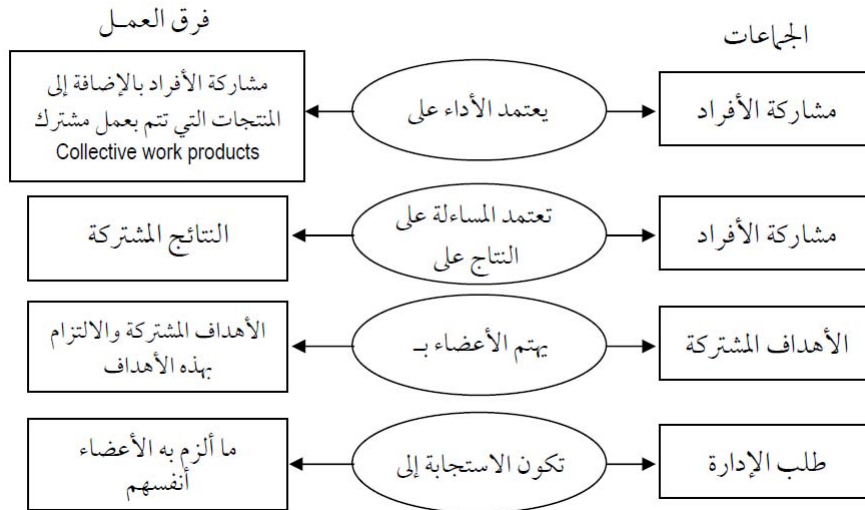 الجماعات
فرق العمل
مشاركة الأفراد
يعتمد الأداء على
مشاركة الأفراد بالإضافة إلى
المنتجات التي تتم بعمل مشترك
Collective work products
مشاركة الأفراد
تعتمد المساءلة على
النتاج على
النتائج المشتركة
الأهداف المشتركة
يهتم الأعضاء بـ
الأهداف المشتركة والالتزام
بهذه الأهداف
طلب الإدارة
تكون الاستجابة إلى
ما ألزم به الأعضاء
أنفسهم